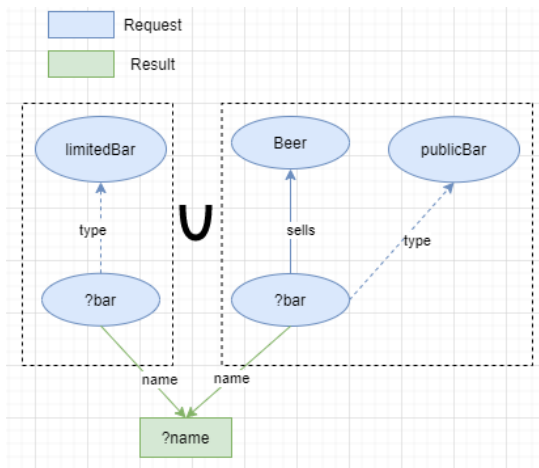 Request
Result
limitedBar
Beer
publicBar
U
type
sells
type
?bar
?bar
name
name
?name